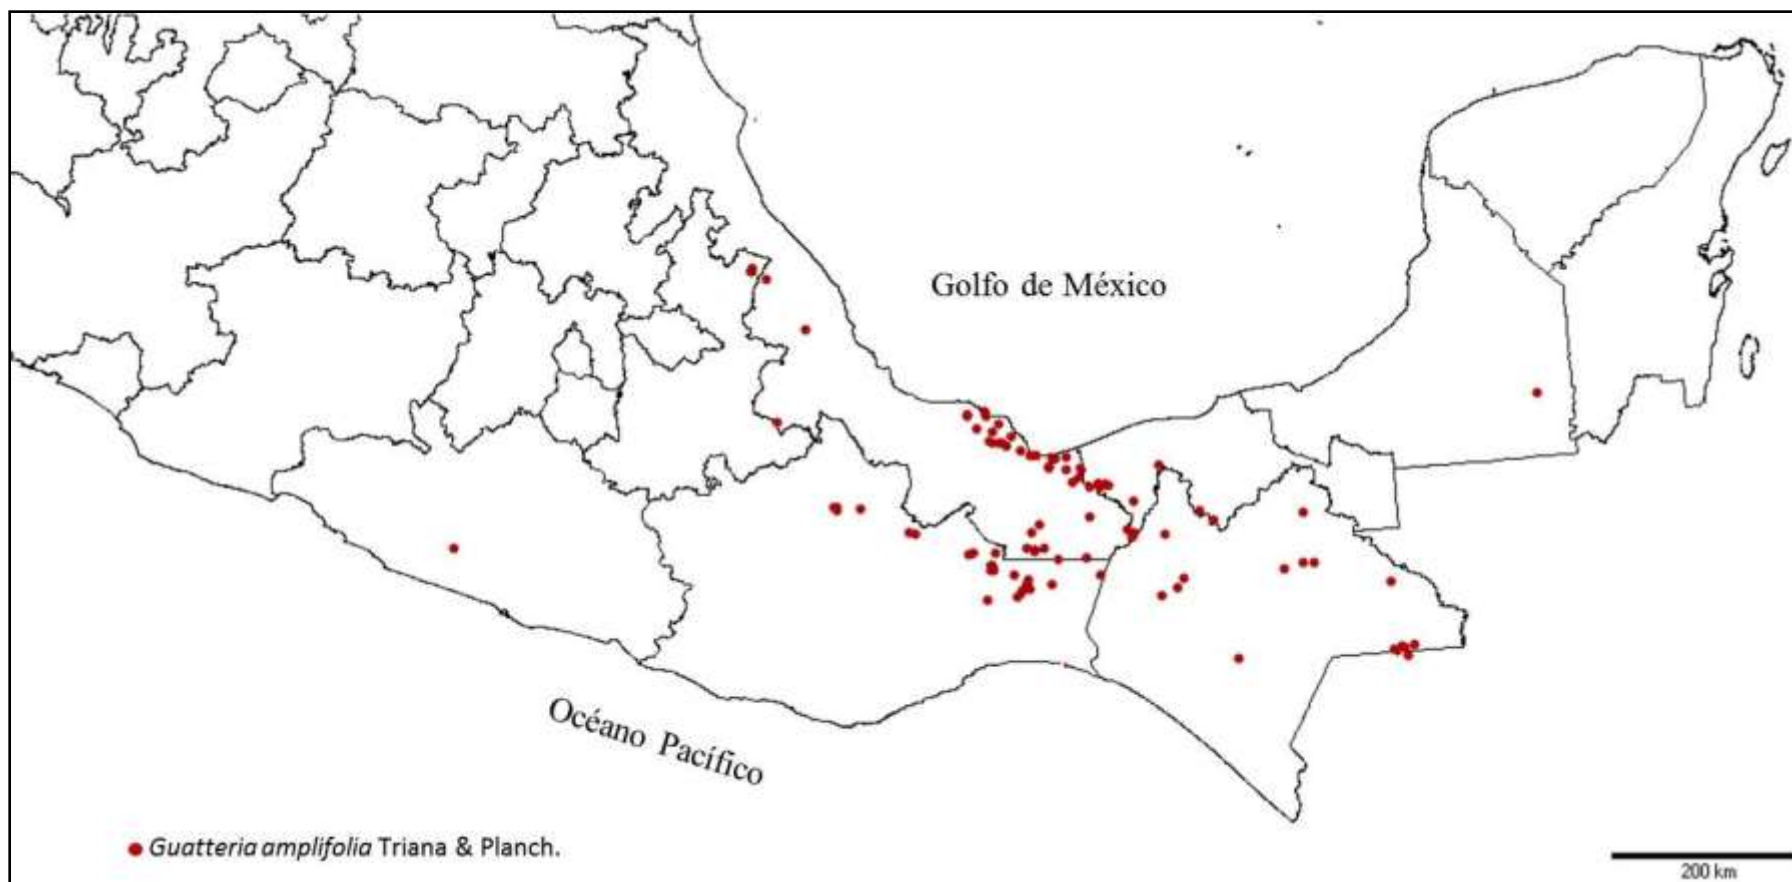 Golfo de México
Océano Pacífico
Guatteria amplifolia Triana & Planch.
200 km